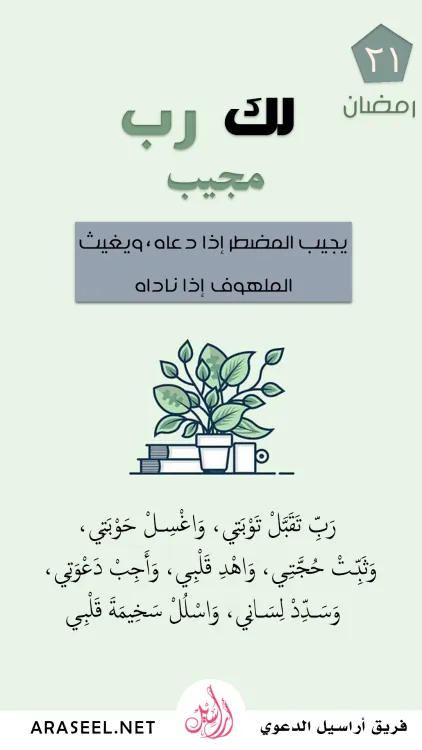 ٢١
رمضان
لك رب
مجيب
يجيب المضطر إذا دعاه، ويغيث
الملهوف إذا ناداه
رَبِّ تَقَبَّلْ تَوْبَتِي، وَاغْسِلْ حَوْبَتِي،
وَثَبِّتْ حُجَّتِي، وَاهْدِ قَلْبِي، وَأَجِبْ دَعْوَتِي،
وَسَدِّدْ لِسَانِي، وَاسْلُلْ سَخِيمَةَ قَلْبِي
فريق أراسيل الدعوي
أراسيل
ARASEEL.NET